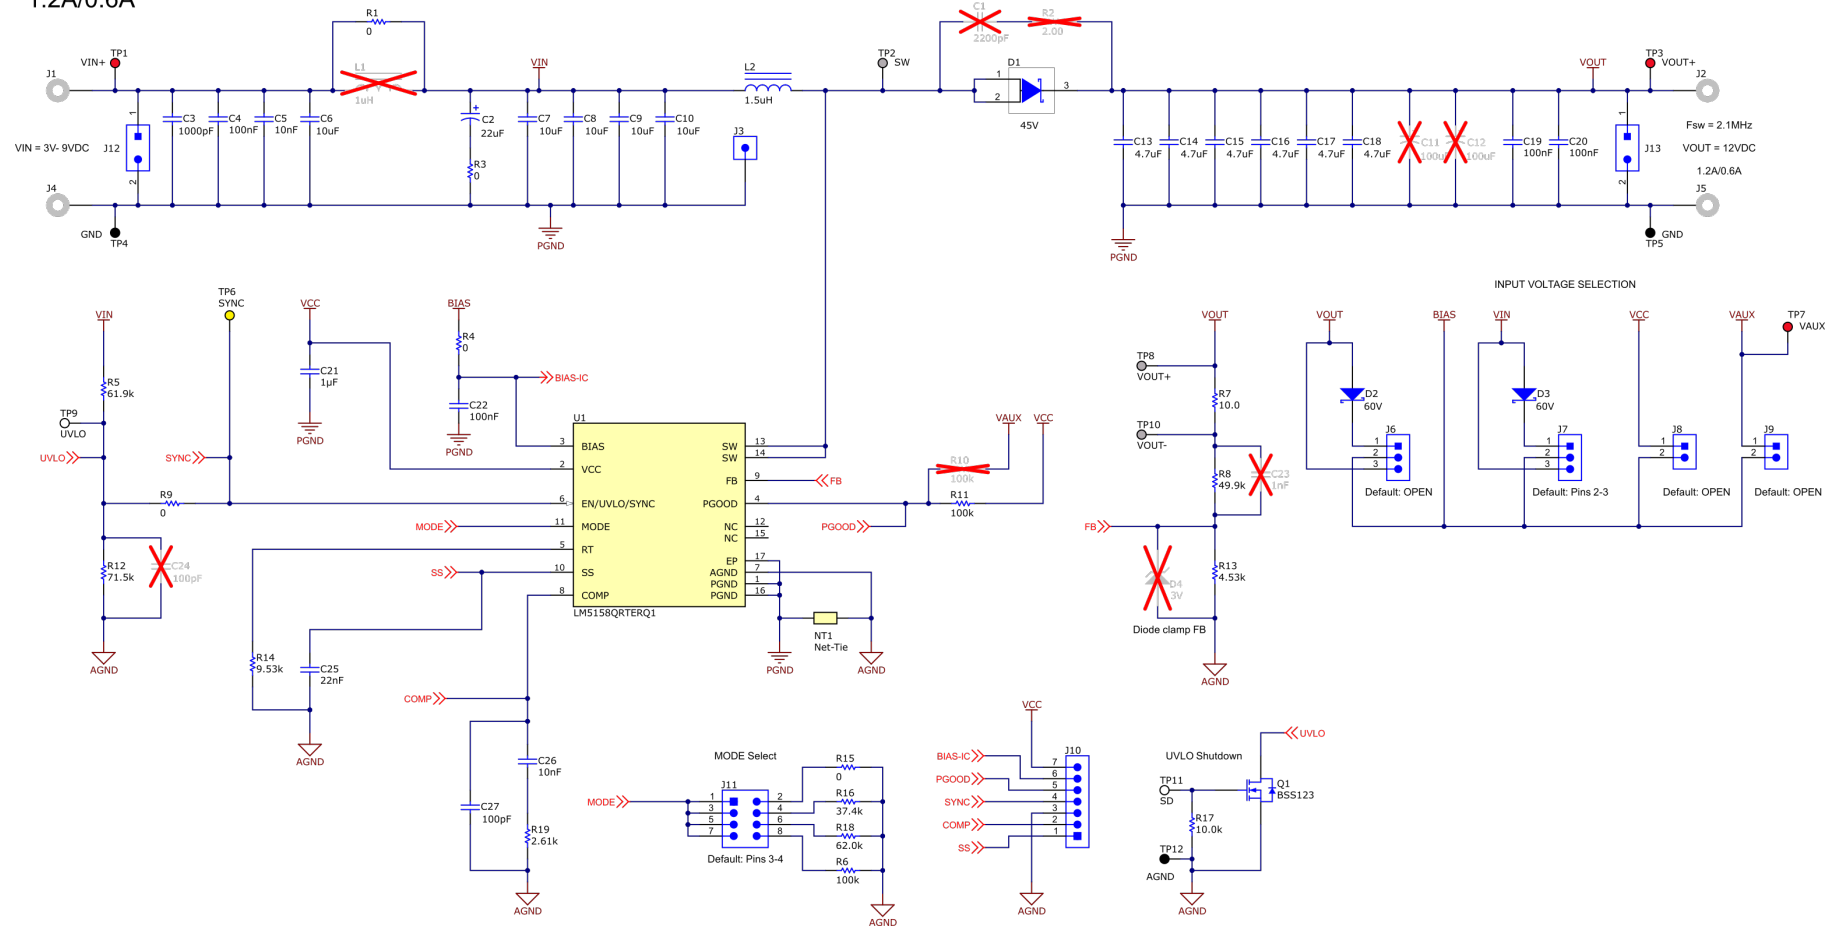 1.2A/0.6A
R1
0
L1
1uH
C1
2200pF
R2
2.00
TP1
VIN+
J1
VIN
L2
1.5uH
TP2
SW
D1
1
2
3
45V
VOUT
TP3
VOUT+
J2
VIN = 3V- 9VDC
J12
1
2
C3
1000pF
C4
100nF
C5
10nF
C6
10uF
+
C2
22uF
R3
0
C7
10uF
C8
10uF
C9
10uF
C10
10uF
J3
C13
4.7uF
C14
4.7uF
C15
4.7uF
C16
4.7uF
C17
4.7uF
C18
4.7uF
C11
100uF
C12
100uF
C19
100nF
C20
100nF
1
J13
2
Fsw = 2.1MHz
VOUT = 12VDC
1.2A/0.6A
J4
GND
TP4
PGND
PGND
J5
GND
TP5
VIN
R5
61.9k
TP9
UVLO
UVLO
TP6
SYNC
SYNC
R9
0
R12
71.5k
C24
100pF
AGND
VCC
C21
1µF
PGND
BIAS
R4
0
BIAS-IC
C22
100nF
PGND
U1
3 BIAS
2 VCC
6 EN/UVLO/SYNC
11 MODE
5 RT
10 SS
8 COMP
SW 13
SW 14
FB 9
PGOOD 4
NC 12
NC 15
EP 17
AGND 7
PGND 1
PGND 16
LM5158QRTERQ1
MODE
SS
FB
PGOOD
VAUX
VCC
R10
100k
R11
100k
NT1
Net-Tie
PGND
AGND
R14
9.53k
C25
22nF
AGND
COMP
C26
10nF
C27
100pF
R19
2.61k
AGND
VOUT
TP8
VOUT+
R7
10.0
TP10
VOUT-
R8
49.9k
C23
1nF
FB
D4
3V
Diode clamp FB
R13
4.53k
AGND
INPUT VOLTAGE SELECTION
VOUT
BIAS
VIN
VCC
VAUX
TP7
VAUX
D2
60V
D3
60V
J6
1
2
3
Default: OPEN
J7
1
2
3
Default: Pins 2-3
J8
1
2
Default: OPEN
J9
1
2
Default: OPEN
MODE Select
MODE
J11
1 2
3 4
5 6
7 8
Default: Pins 3-4
R15
0
R16
37.4k
R18
62.0k
R6
100k
AGND
VCC
J10
BIAS-IC
PGOOD
SYNC
COMP
SS
7
6
5
4
3
2
1
AGND
UVLO Shutdown
UVLO
TP11
SD
Q1
BSS123
R17
10.0k
TP12
AGND
AGND